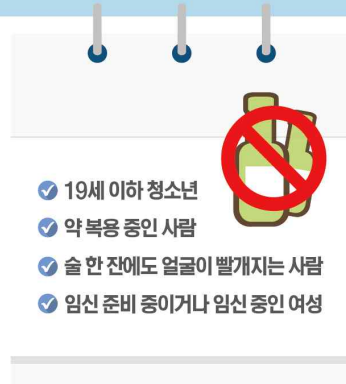 19세 이하 청소년
약 복용 중인 사람
술 한 잔에도 얼굴이 빨개지는 사람
임신 준비 중이거나 임신 중인 여성